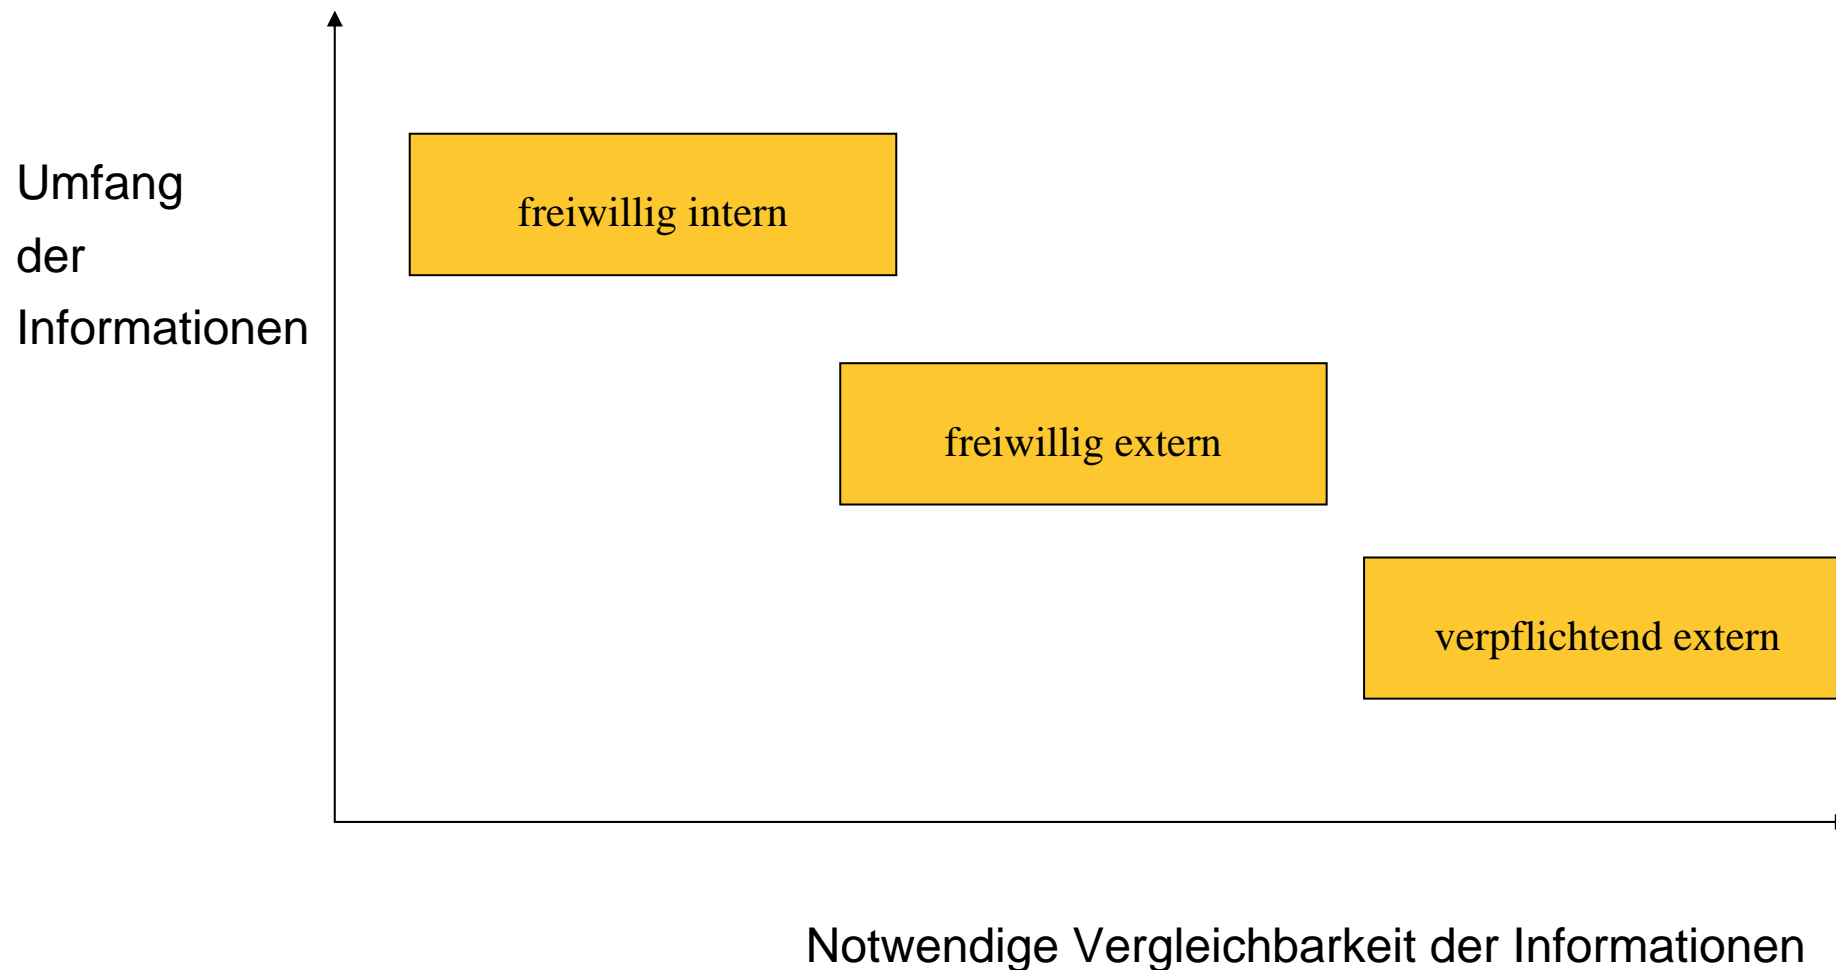 Umfang
der
Informationen
freiwillig intern
freiwillig extern
verpflichtend extern
Notwendige Vergleichbarkeit der Informationen